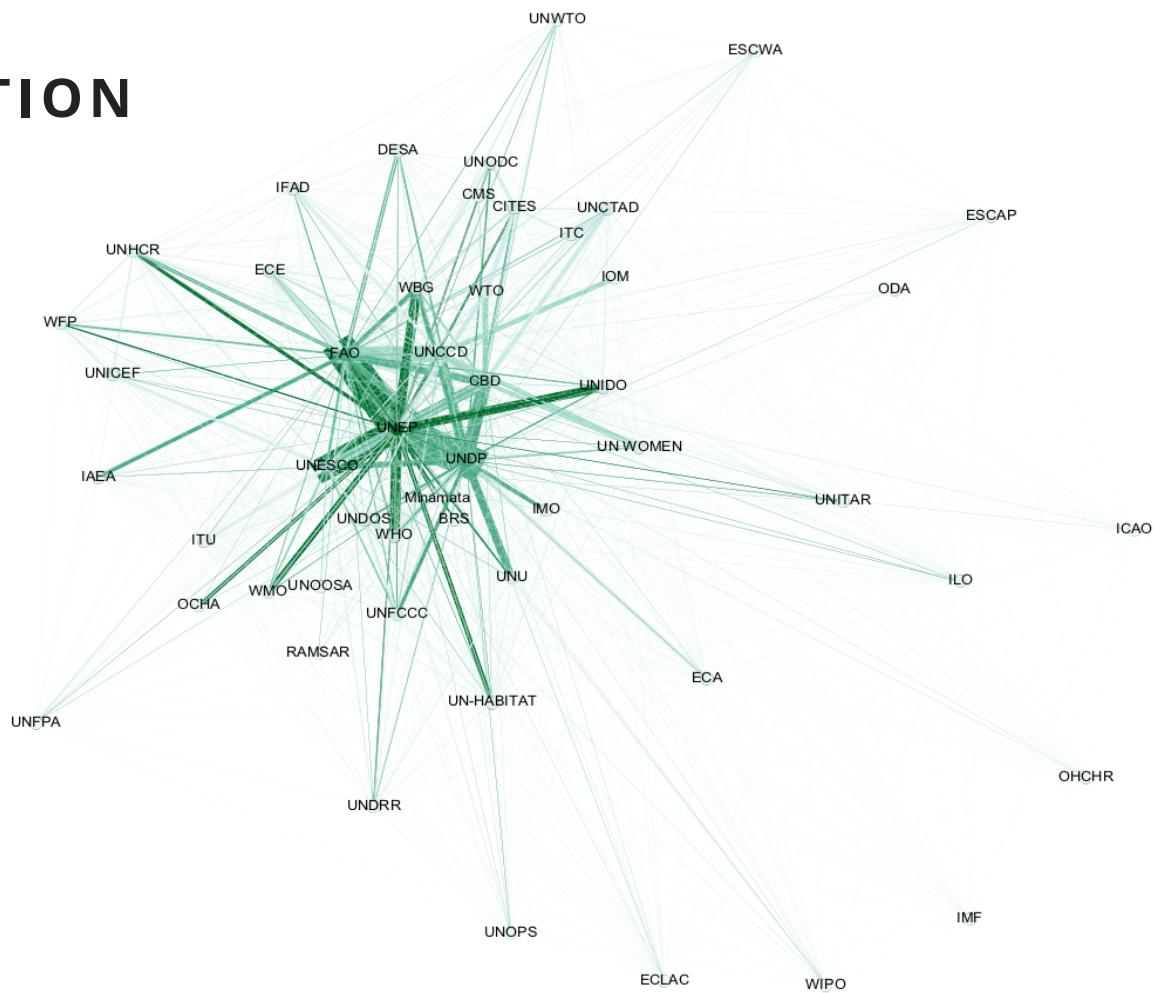 UNWTO
ESCWA
TION
DESA
UNODC
IFAD
CMS
CITES
UNCTAD
ESCAP
ITC
UNHCR
ECE
IOM
WBG
WTO
ODA
WFP
FAO
UNCCD
UNICEF
CBD
UNIDO
UNEP
UN WOMEN
UNDP
UNESCO
IAEA
Minamata
UNITAR
IMO
UNDOS
BRS
ICAO
WHO
ITU
UNU
ILO
UNOOSA
WMO
OCHA
UNFCCC
RAMSAR
ECA
UN-HABITAT
UNFPA
OHCHR
UNDRR
IMF
UNOPS
ECLAC
WIPO